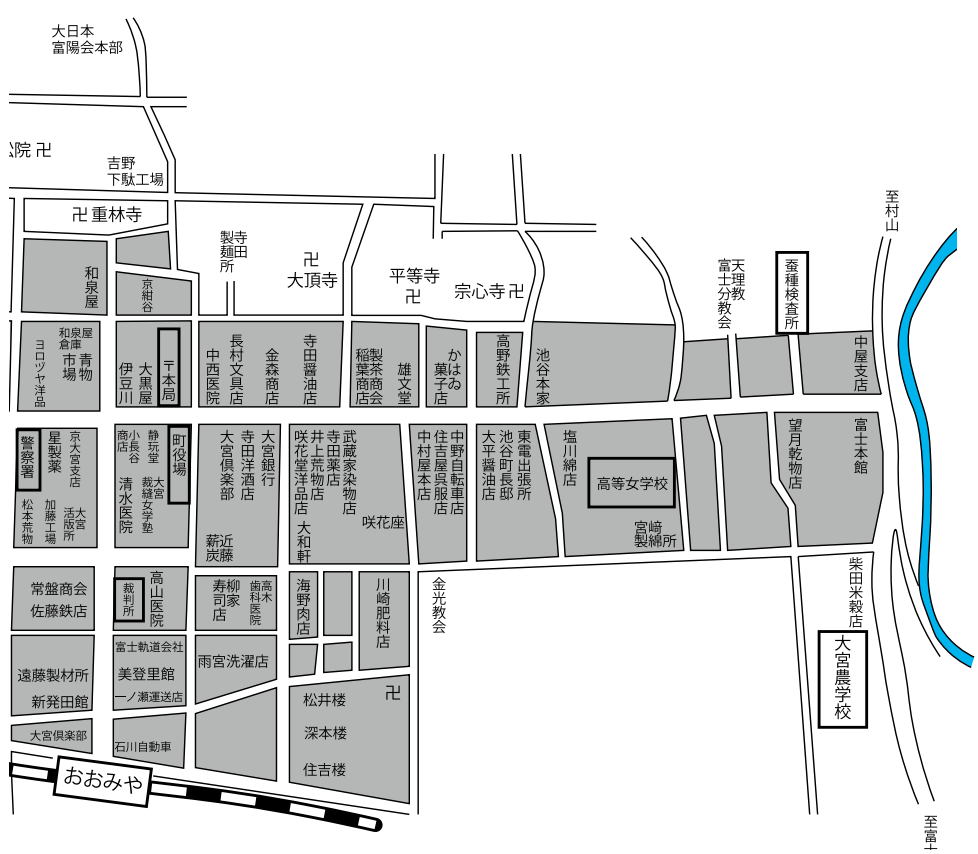 大日本
富陽会本部
院 卍
吉野
下駄工場
卍 重林寺
寺田
製麺所
卍
大頂寺
平等寺
卍
宗心寺 卍
至村山
天理教
富士分教会
蚕種検査所
和泉屋
京紺谷
和泉屋
倉庫
ヨロヅヤ洋品
青物
市場
伊豆川
大黒屋
〒本局
中西医院
長村文具店
金森商店
寺田醤油店
製茶商会
稲葉商店
雄文堂
かはゐ
菓子店
高野鉄工所
池谷本家
中屋支店
警察署
星製薬
京大宮支店
松本荒物
加藤工場
大宮
活版所
小長谷
商店
静玩堂
町役場
清水医院
大宮
裁縫女学塾
大宮倶楽部
寺田洋酒店
大宮銀行
薪近
炭藤
咲花堂洋品店
井上荒物店
寺田薬店
武蔵家染物店
咲花座
大和軒
中村屋本店
住吉屋呉服店
中野自転車店
大平醤油店
池谷町長邸
東電出張所
塩川綿店
高等女学校
宮﨑
製綿所
望月乾物店
富士本館
常盤商会
佐藤鉄店
裁判所
高山医院
柳家
寿司店
高木
歯科医院
海野肉店
川崎肥料店
金光教会
柴田米穀店
大宮農学校
遠藤製材所
新発田館
富士軌道会社
美登里館
一ノ瀬運送店
雨宮洗濯店
松井楼
卍
深本楼
住吉楼
大宮倶楽部
石川自動車
おおみや
至富士